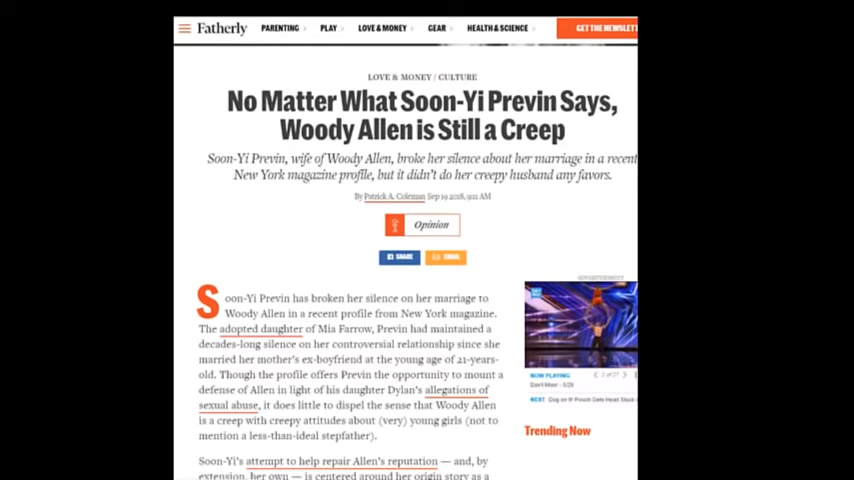 Fatherly PARENTING PLAY LOVE & MONEY GEAR HEALTH & SCIENCE GET THE NEWSLETT
LOVE & MONEY / CULTURE
No Matter What Soon-Yi Previn Says,
Woody Allen is Still a Creep
Soon-Yi Previn, wife of Woody Allen, broke her silence about her marriage in a recent
New York magazine profile, but it didn't do her creepy husband any favors.
By Patrick A. Coleman Sep 19 2018, 9:11 AM
Opinion
SHARE
ADVERTISEMENT
Soon-Yi Previn has broken her silence on her marriage to
Woody Allen in a recent profile from New York magazine.
The adopted daughter of Mia Farrow, Previn had maintained a
decades-long silence on her controversial relationship since she
married her mother's ex-boyfriend at the young age of 21-years-
old. Though the profile offers Previn the opportunity to mount a
defense of Allen in light of his daughter Dylan's allegations of
sexual abuse, it does little to dispel the sense that Woody Allen
is a creep with creepy attitudes about (very) young girls (not to
mention a less-than-ideal stepfather).
Soon-Yi's attempt to help repair Allen's reputation — and, by
extension, her own — is centered around her origin story as a
NOW PLAYING
NEXT Dog on It! Pooch Gets Head Stuck
Trending Now